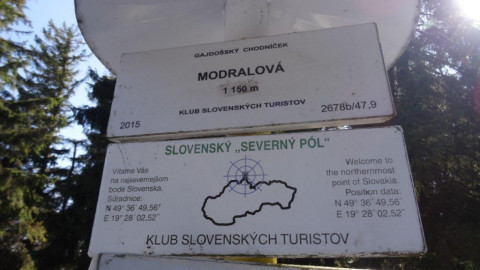 GAJDOŠSKÝ CHODNÍČEK
MODRALOVÁ
1 150 m
KLUB SLOVENSKÝCH TURISTOV
2015
2678b/47,9
SLOVENSKÝ „SEVERNÝ PÓL"
Vítame Vás
na najsevernejšom
bode Slovenska.
Súradnice:
N 49° 36´ 49,56"
E 19° 28´ 02,52"
Welcome to
the northernmost
point of Slovakia.
Position data:
N 49° 36´ 49,56"
E 19° 28´ 02,52"
KLUB SLOVENSKÝCH TURISTOV